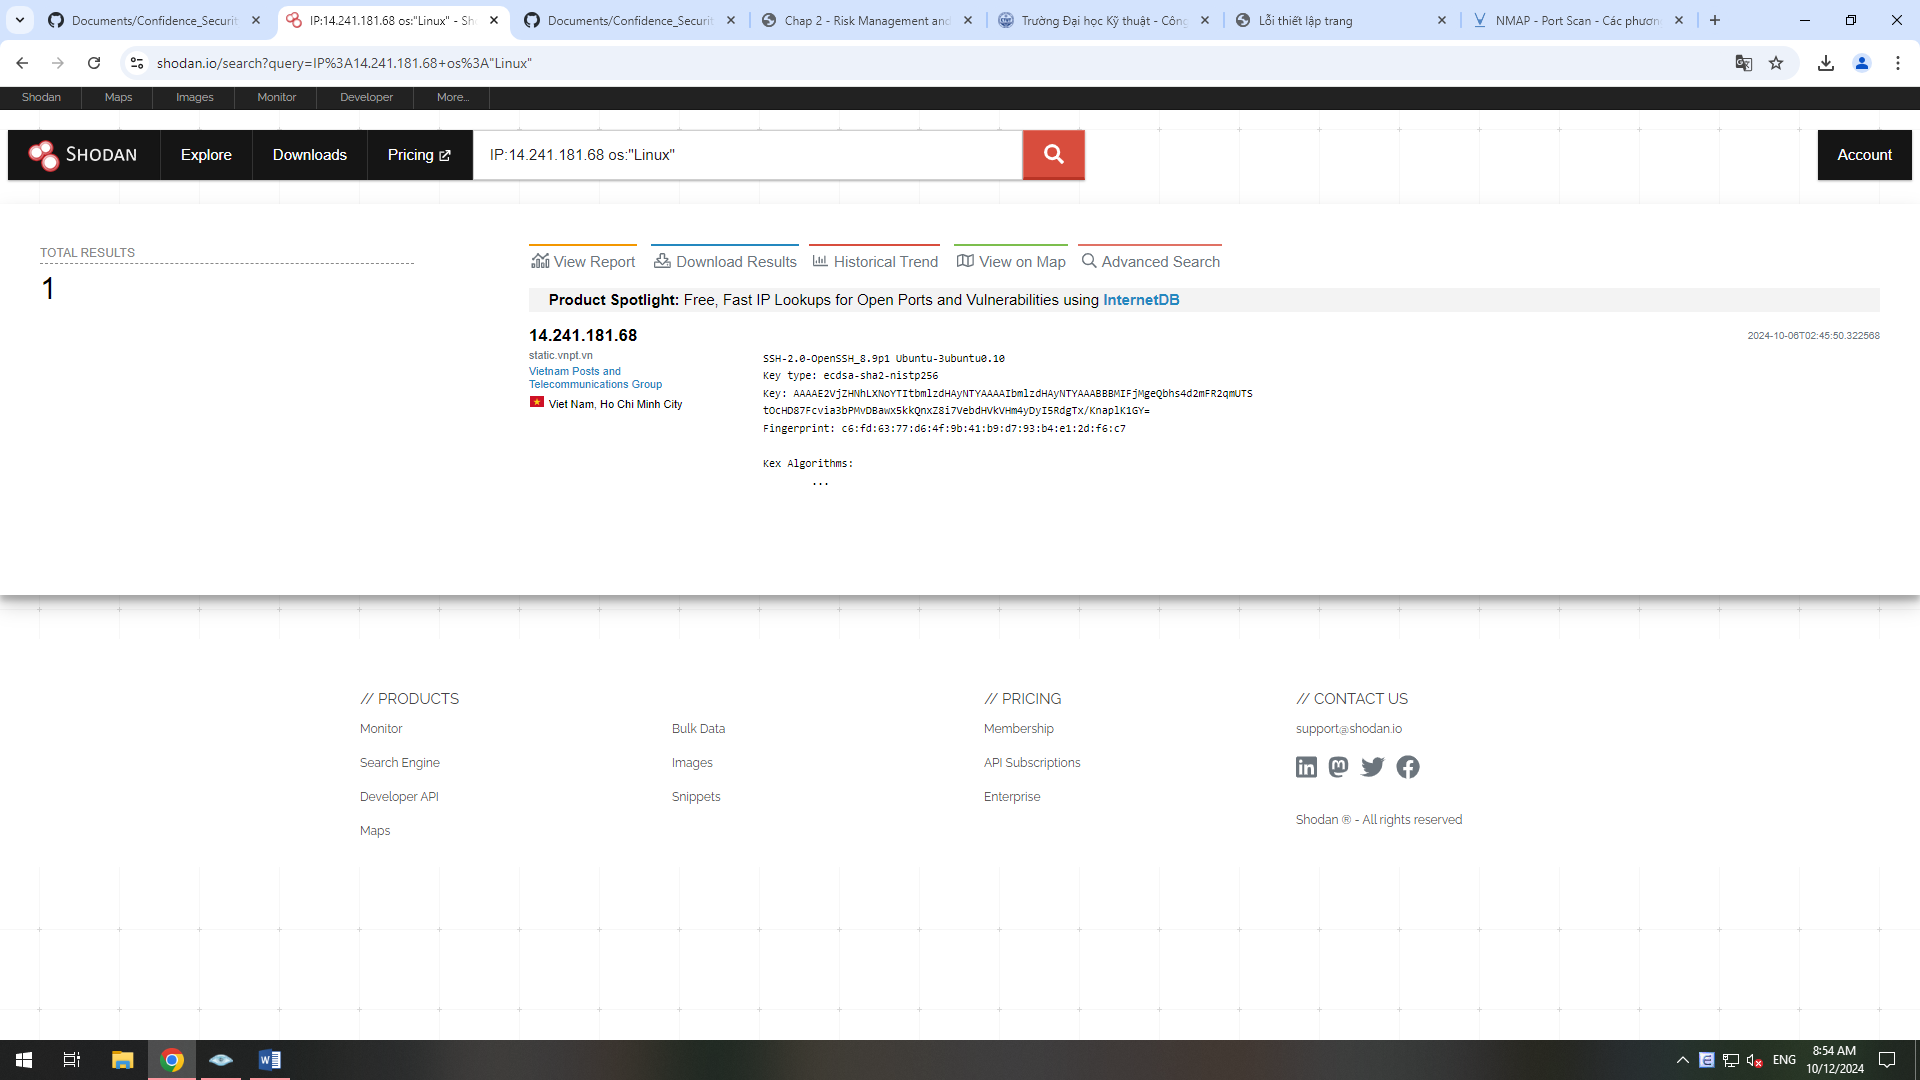 Documents/Confidence_Securit
IP:14.241.181.68 os:"Linux" - Sh
Documents/Confidence_Securit
Chap 2 - Risk Management and
Trường Đại học Kỹ thuật - Công
Lỗi thiết lập trang
NMAP - Port Scan - Các phươn
shodan.io/search?query=IP%3A14.241.181.68+os%3A"Linux"
Shodan
Maps
Images
Monitor
Developer
More...
SHODAN
Explore
Downloads
Pricing
IP:14.241.181.68 os:"Linux"
Account
TOTAL RESULTS
1
View Report
Download Results
Historical Trend
View on Map
Advanced Search
Product Spotlight: Free, Fast IP Lookups for Open Ports and Vulnerabilities using InternetDB
14.241.181.68
2024-10-06T02:45:50.322568
static.vnpt.vn
Vietnam Posts and
Telecommunications Group
Viet Nam, Ho Chi Minh City
SSH-2.0-OpenSSH_8.9p1 Ubuntu-3ubuntu0.10
Key type: ecdsa-sha2-nistp256
Key: AAAAE2VjZHNhLXNoYTItbmlzdHAyNTYAAAAIbmlzdHAyNTYAAABBBMIFjMgeQbhs4d2mFR2qmUTS
tOcHD87Fcvia3bPMvDBawx5kkQnxZ8i7VebdHVkVHm4yDyI5RdgTx/KnaplK1GY=
Fingerprint: c6:fd:63:77:d6:4f:9b:41:b9:d7:93:b4:e1:2d:f6:c7
Kex Algorithms:
...
// PRODUCTS
Monitor
Search Engine
Developer API
Maps
Bulk Data
Images
Snippets
// PRICING
Membership
API Subscriptions
Enterprise
// CONTACT US
support@shodan.io
Shodan ® - All rights reserved
ENG
8:54 AM
10/12/2024